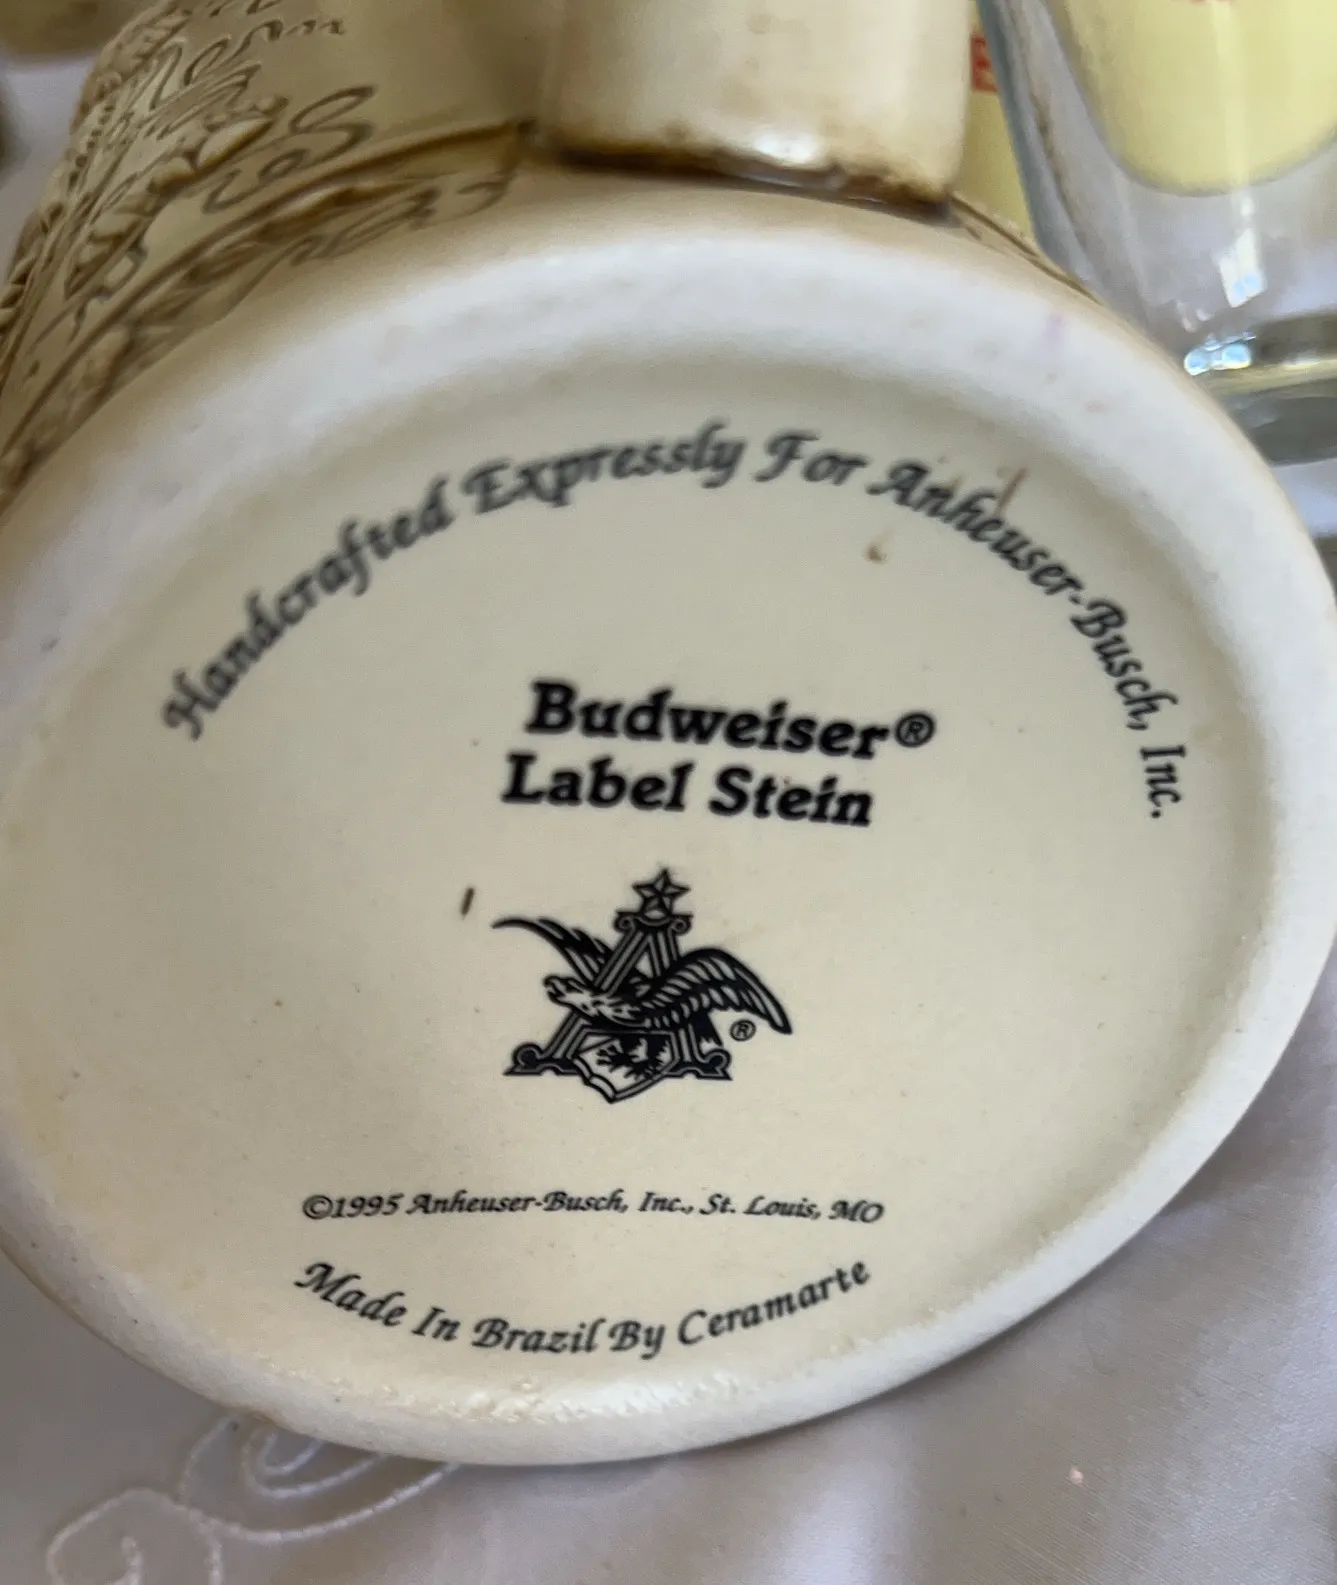 Handcrafted Expressly For Anheuser-Busch, Inc.
Budweiser®
Label Stein
®
©1995 Anheuser-Busch, Inc., St. Louis, MO
Made In Brazil By Ceramarte